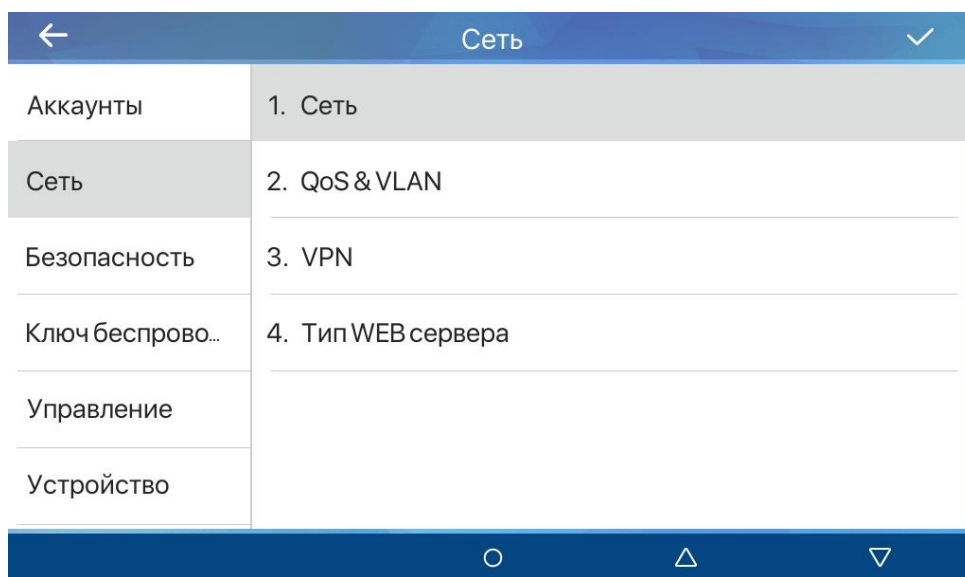 Сеть
Аккаунты
Сеть
Безопасность
Ключ беспрово...
Управление
Устройство
1. Сеть
2. QoS & VLAN
3. VPN
4. Тип WEB сервера